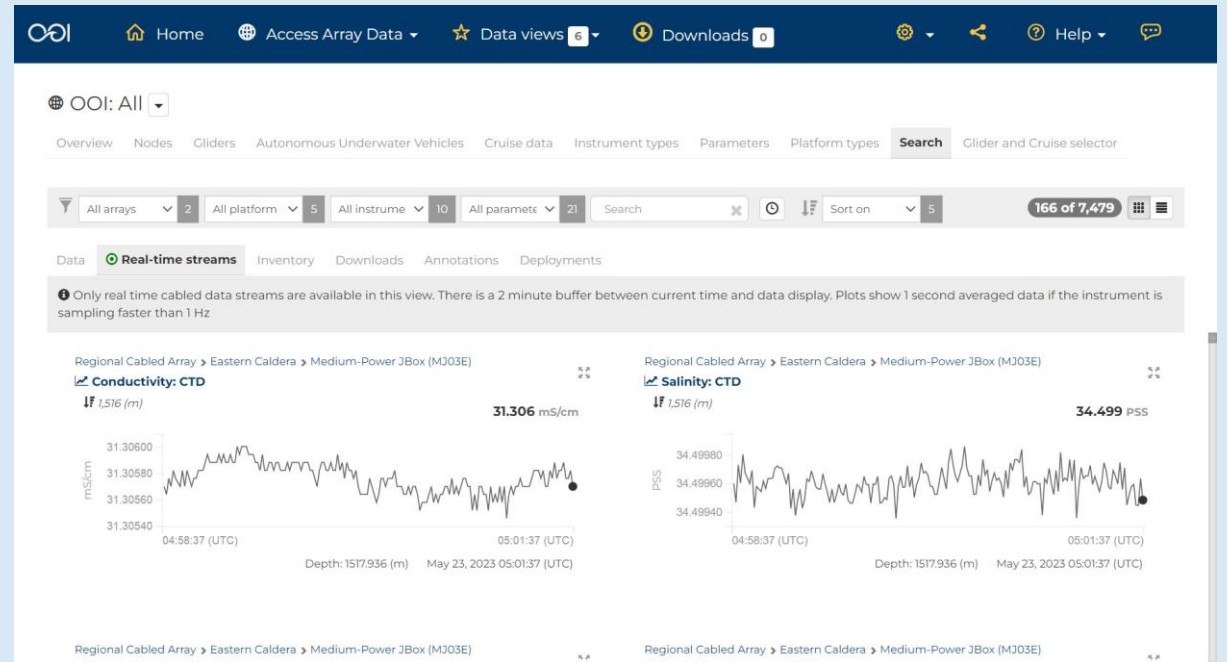 OOI Home Access Array Data Data views 6 Downloads 0 Help
OOI: All
Overview Nodes Gliders Autonomous Underwater Vehicles Cruise data Instrument types Parameters Platform types Search Glider and Cruise selector
All arrays 2 All platform 5 All instrume 10 All paramete 21 Search Sort on 5 166 of 7,479
Data Real-time streams Inventory Downloads Annotations Deployments
Only real time cabled data streams are available in this view. There is a 2 minute buffer between current time and data display. Plots show 1 second averaged data if the instrument is
sampling faster than 1 Hz
Regional Cabled Array > Eastern Caldera > Medium-Power JBox (MJ03E)
Conductivity: CTD
1,516 (m)
31.306 mS/cm
mS/cm
31.30600
31.30580
31.30560
31.30540
04:58:37 (UTC) 05:01:37 (UTC)
Depth: 1517.936 (m) May 23, 2023 05:01:37 (UTC)
Regional Cabled Array > Eastern Caldera > Medium-Power JBox (MJ03E)
Salinity: CTD
1,516 (m)
34.499 PSS
PSS
34.49980
34.49960
34.49940
04:58:37 (UTC) 05:01:37 (UTC)
Depth: 1517.936 (m) May 23, 2023 05:01:37 (UTC)
Regional Cabled Array > Eastern Caldera > Medium-Power JBox (MJ03E)
Regional Cabled Array > Eastern Caldera > Medium-Power JBox (MJ03E)